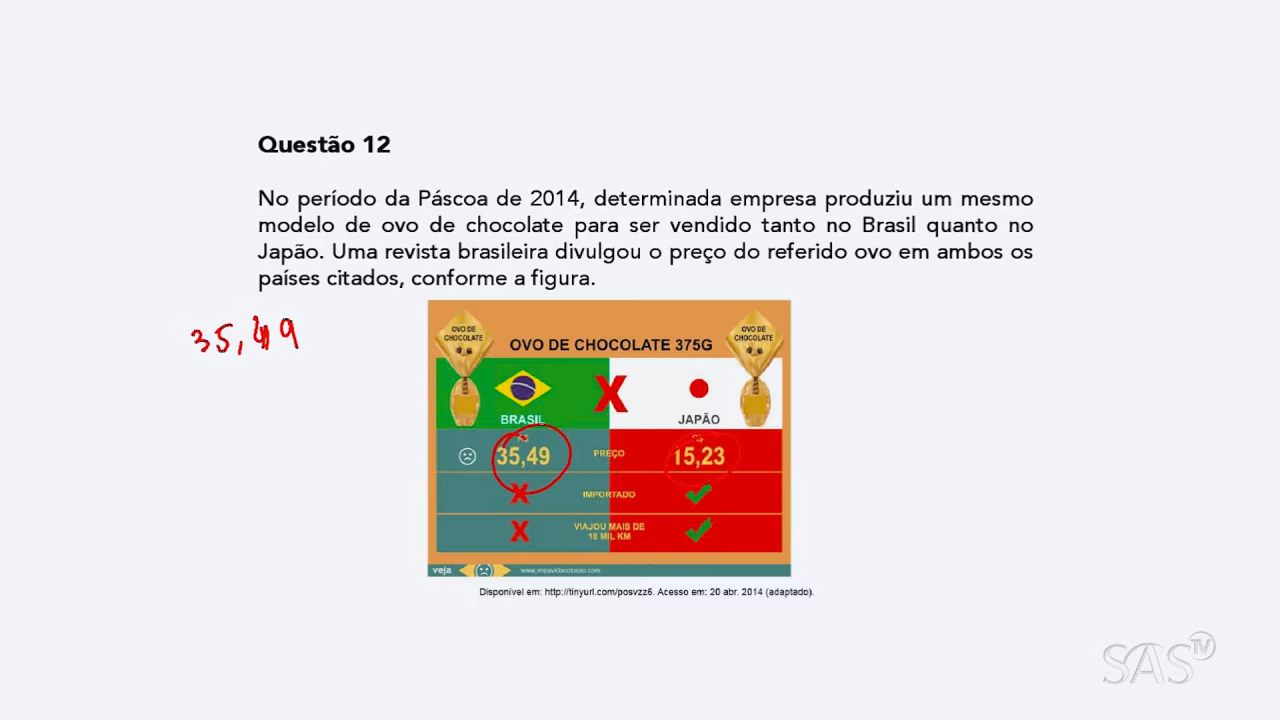 Questão 12
No período da Páscoa de 2014, determinada empresa produziu um mesmo
modelo de ovo de chocolate para ser vendido tanto no Brasil quanto no
Japão. Uma revista brasileira divulgou o preço do referido ovo em ambos os
países citados, conforme a figura.
35,49
OVO DE
CHOCOLATE
OVO DE CHOCOLATE 375G
OVO DE
CHOCOLATE
X
BRASIL
JAPÃO
35,49
PREÇO
15,23
X
IMPORTADO
X
VIAJOU MAIS DE
18 MIL KM
veja
www.impavidocolosso.com
Disponível em: http://tinyurl.com/posvzz6. Acesso em: 20 abr. 2014 (adaptado).
SAS TV